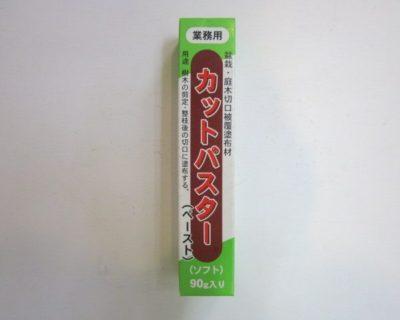 業務用
盆栽・庭木切口被覆塗布材
カットパスター
(ペースト)
用途 樹木の剪定・整枝後の切口に塗布する。
(ソフト)
90g入り